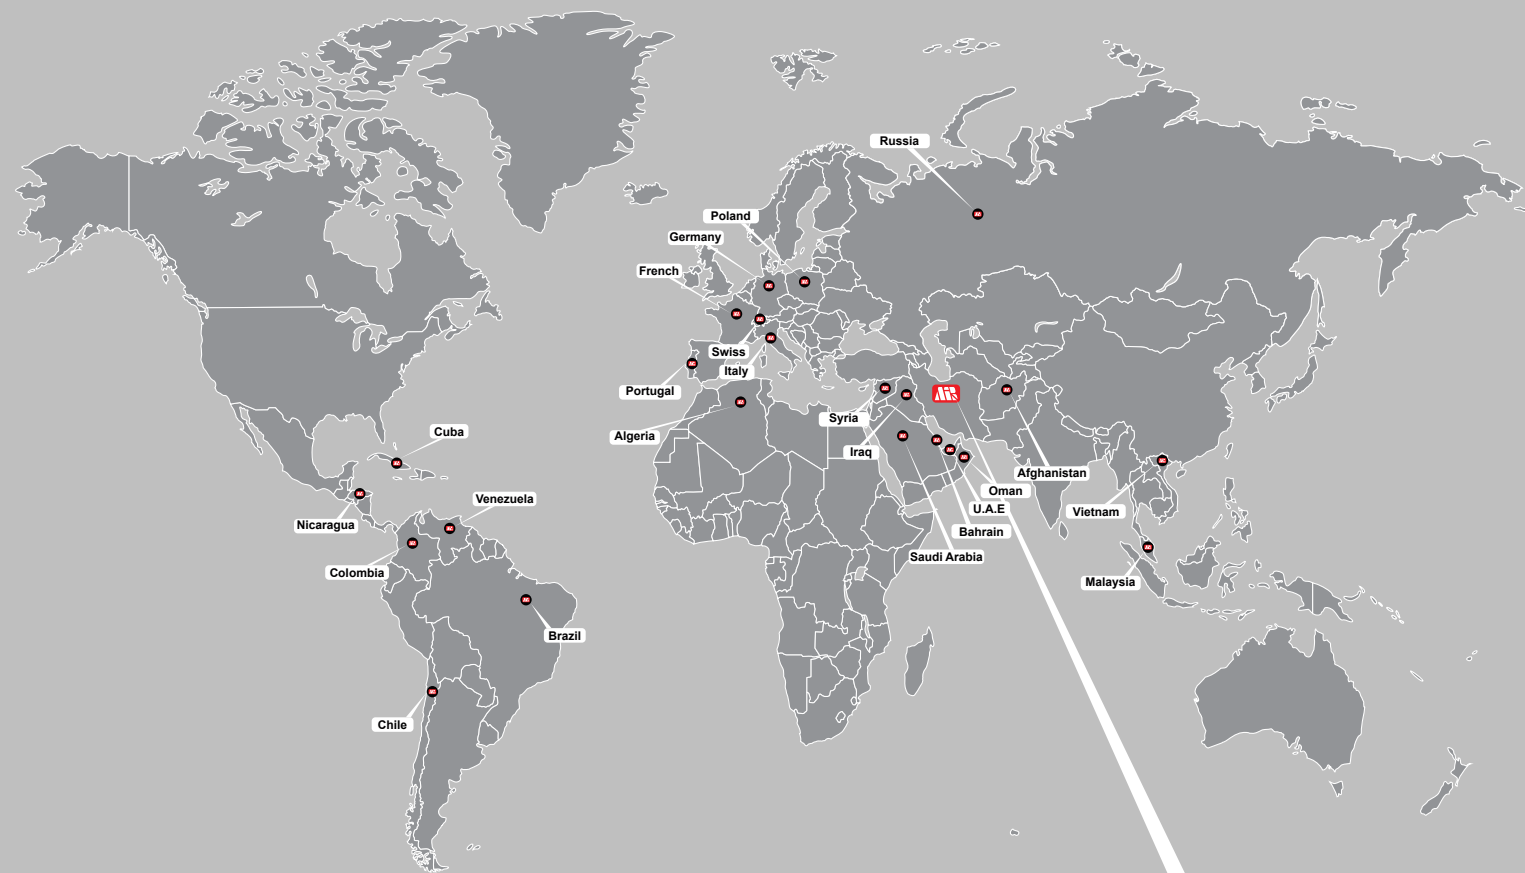 Russia
Poland
Germany
French
Swiss
Italy
Portugal
Algeria
Syria
Iraq
Cuba
Nicaragua
Venezuela
Colombia
Brazil
Chile
Afghanistan
Oman
U.A.E
Bahrain
Saudi Arabia
Vietnam
Malaysia